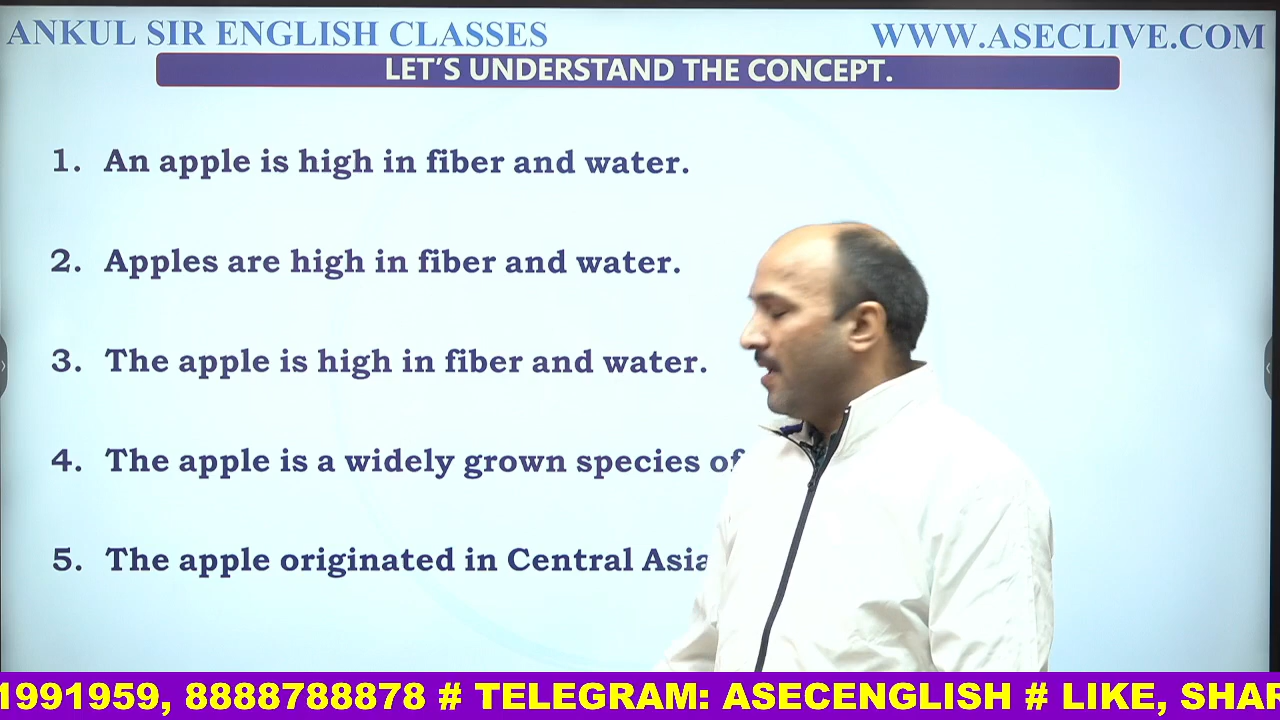 ANKUL SIR ENGLISH CLASSES WWW.ASECLIVE.COM
LET'S UNDERSTAND THE CONCEPT.
1. An apple is high in fiber and water.
2. Apples are high in fiber and water.
3. The apple is high in fiber and water.
4. The apple is a widely grown species of
5. The apple originated in Central Asia
1991959, 8888788878 # TELEGRAM: ASECENGLISH # LIKE, SHAR